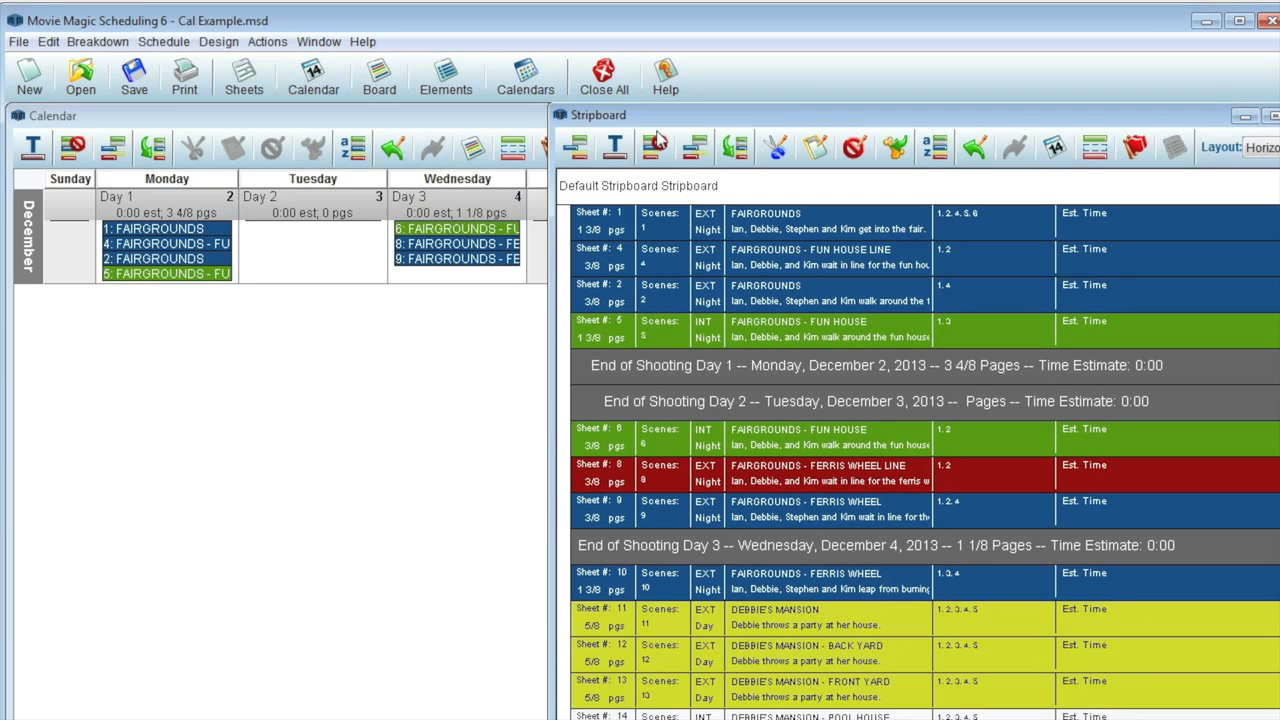 Movie Magic Scheduling 6 - Cal Example.msd
File Edit Breakdown Schedule Design Actions Window Help
New Open Save Print Sheets Calendar Board Elements Calendars Close All Help
Calendar
Sunday Monday Tuesday Wednesday
December
Day 1 2 Day 2 3 Day 3 4
0:00 est; 3 4/8 pgs 0:00 est; 0 pgs 0:00 est; 1 1/8 pgs
1: FAIRGROUNDS 6: FAIRGROUNDS - FU
4: FAIRGROUNDS - FU 8: FAIRGROUNDS - FE
2: FAIRGROUNDS 9: FAIRGROUNDS - FE
5: FAIRGROUNDS - FU
Stripboard
Layout: Horizo
Default Stripboard Stripboard
Sheet #: 1 Scenes: EXT FAIRGROUNDS 1, 2, 4, 5, 6 Est. Time
1 3/8 pgs 1 Night Ian, Debbie, Stephen and Kim get into the fair.
Sheet #: 4 Scenes: EXT FAIRGROUNDS - FUN HOUSE LINE 1, 2 Est. Time
3/8 pgs 4 Night Ian, Debbie, and Kim wait in line for the fun hou
Sheet #: 2 Scenes: EXT FAIRGROUNDS 1, 4 Est. Time
3/8 pgs 2 Night Ian, Debbie, Stephen and Kim walk around the f
Sheet #: 5 Scenes: INT FAIRGROUNDS - FUN HOUSE 1, 3 Est. Time
1 3/8 pgs 5 Night Ian, Debbie, and Kim walk around the fun house
End of Shooting Day 1 -- Monday, December 2, 2013 -- 3 4/8 Pages -- Time Estimate: 0:00
End of Shooting Day 2 -- Tuesday, December 3, 2013 -- Pages -- Time Estimate: 0:00
Sheet #: 6 Scenes: INT FAIRGROUNDS - FUN HOUSE 1, 2 Est. Time
3/8 pgs 6 Night Ian, Debbie, and Kim walk around the fun house
Sheet #: 8 Scenes: EXT FAIRGROUNDS - FERRIS WHEEL LINE 1, 2 Est. Time
3/8 pgs 8 Night Ian, Debbie, and Kim wait in line for the ferris w
Sheet #: 9 Scenes: EXT FAIRGROUNDS - FERRIS WHEEL 1, 2, 4 Est. Time
3/8 pgs 9 Night Ian, Debbie, Stephen and Kim wait in line for th
End of Shooting Day 3 -- Wednesday, December 4, 2013 -- 1 1/8 Pages -- Time Estimate: 0:00
Sheet #: 10 Scenes: EXT FAIRGROUNDS - FERRIS WHEEL 1, 3, 4 Est. Time
1 3/8 pgs 10 Night Ian, Debbie, Stephen and Kim leap from burning
Sheet #: 11 Scenes: EXT DEBBIE'S MANSION 1, 2, 3, 4, 5 Est. Time
5/8 pgs 11 Day Debbie throws a party at her house.
Sheet #: 12 Scenes: EXT DEBBIE'S MANSION - BACK YARD 1, 2, 3, 4, 5 Est. Time
5/8 pgs 12 Day Debbie throws a party at her house.
Sheet #: 13 Scenes: EXT DEBBIE'S MANSION - FRONT YARD 1, 2, 3, 4, 5 Est. Time
5/8 pgs 13 Day Debbie throws a party at her house.
Sheet #: 14 Scenes: INT DEBBIE'S MANSION - POOL HOUSE 1, 2, 3, 4, 5 Est. Time